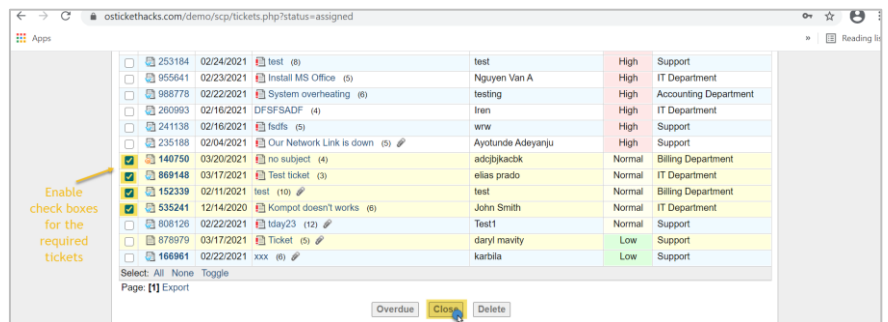 ostickethacks.com/demo/scp/tickets.php?status=assigned
Apps » Reading lis
253184 02/24/2021 test (8) test High Support
955641 02/23/2021 Install MS Office (5) Nguyen Van A High IT Department
988778 02/22/2021 System overheating (6) testing High Accounting Department
260993 02/16/2021 DFSFSADF (4) Iren High IT Department
241138 02/16/2021 fsdfs (5) wrw High Support
235188 02/04/2021 Our Network Link is down (5) Ayotunde Adeyanju High Support
140750 03/20/2021 no subject (4) adcjbjkacbk Normal Billing Department
869148 03/17/2021 Test ticket (3) elias prado Normal IT Department
152339 02/11/2021 test (10) test Normal Billing Department
535241 12/14/2020 Kompot doesn't works (6) John Smith Normal IT Department
808126 02/22/2021 tday23 (12) Test1 Normal Support
878979 03/17/2021 Ticket (5) daryl mavity Low Support
166961 02/22/2021 xxx (6) karbila Low Support
Enable
check boxes
for the
required
tickets
Select: All None Toggle
Page: [1] Export
Overdue Close Delete